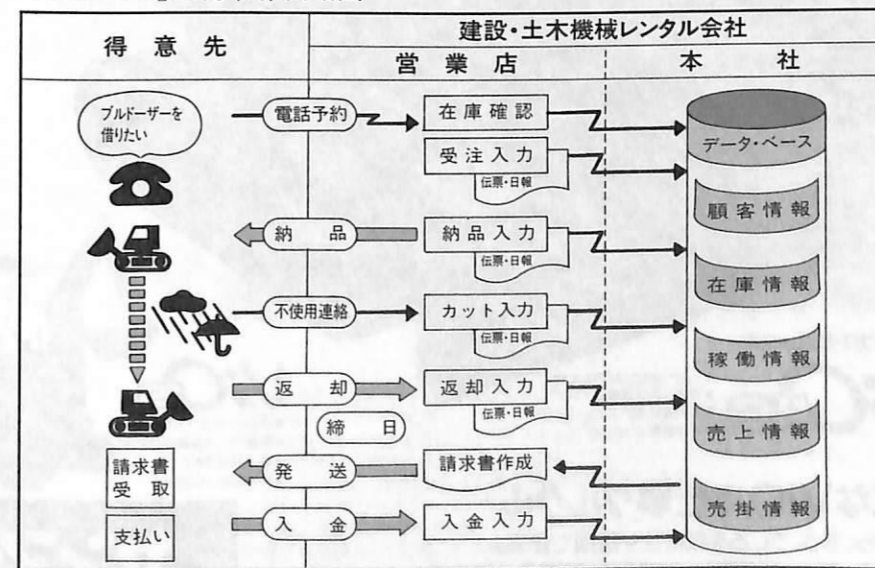 得意先
建設・土木機械レンタル会社
営業店
本社
ブルドーザーを
借りたい
電話予約
在庫確認
データ・ベース
受注入力
伝票・日報
顧客情報
納品
納品入力
伝票・日報
在庫情報
不使用連絡
カット入力
伝票・日報
稼働情報
返却
返却入力
伝票・日報
締日
売上情報
請求書
受取
発送
請求書作成
売掛情報
支払い
入金
入金入力